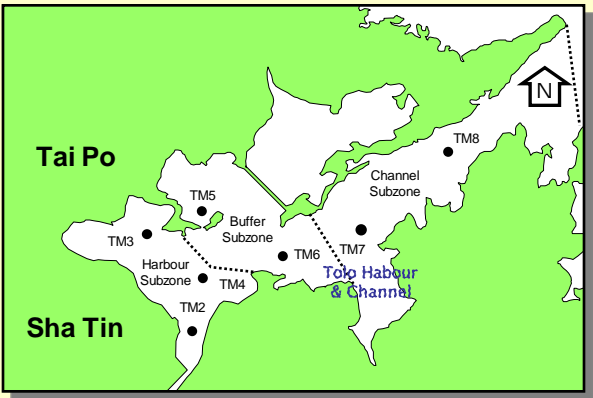 N
TM8
Tai Po
Channel
Subzone
TM5
Buffer
Subzone
TM3
TM6
TM7
Harbour
Subzone
TM4
Tolo Habour
& Channel
TM2
Sha Tin